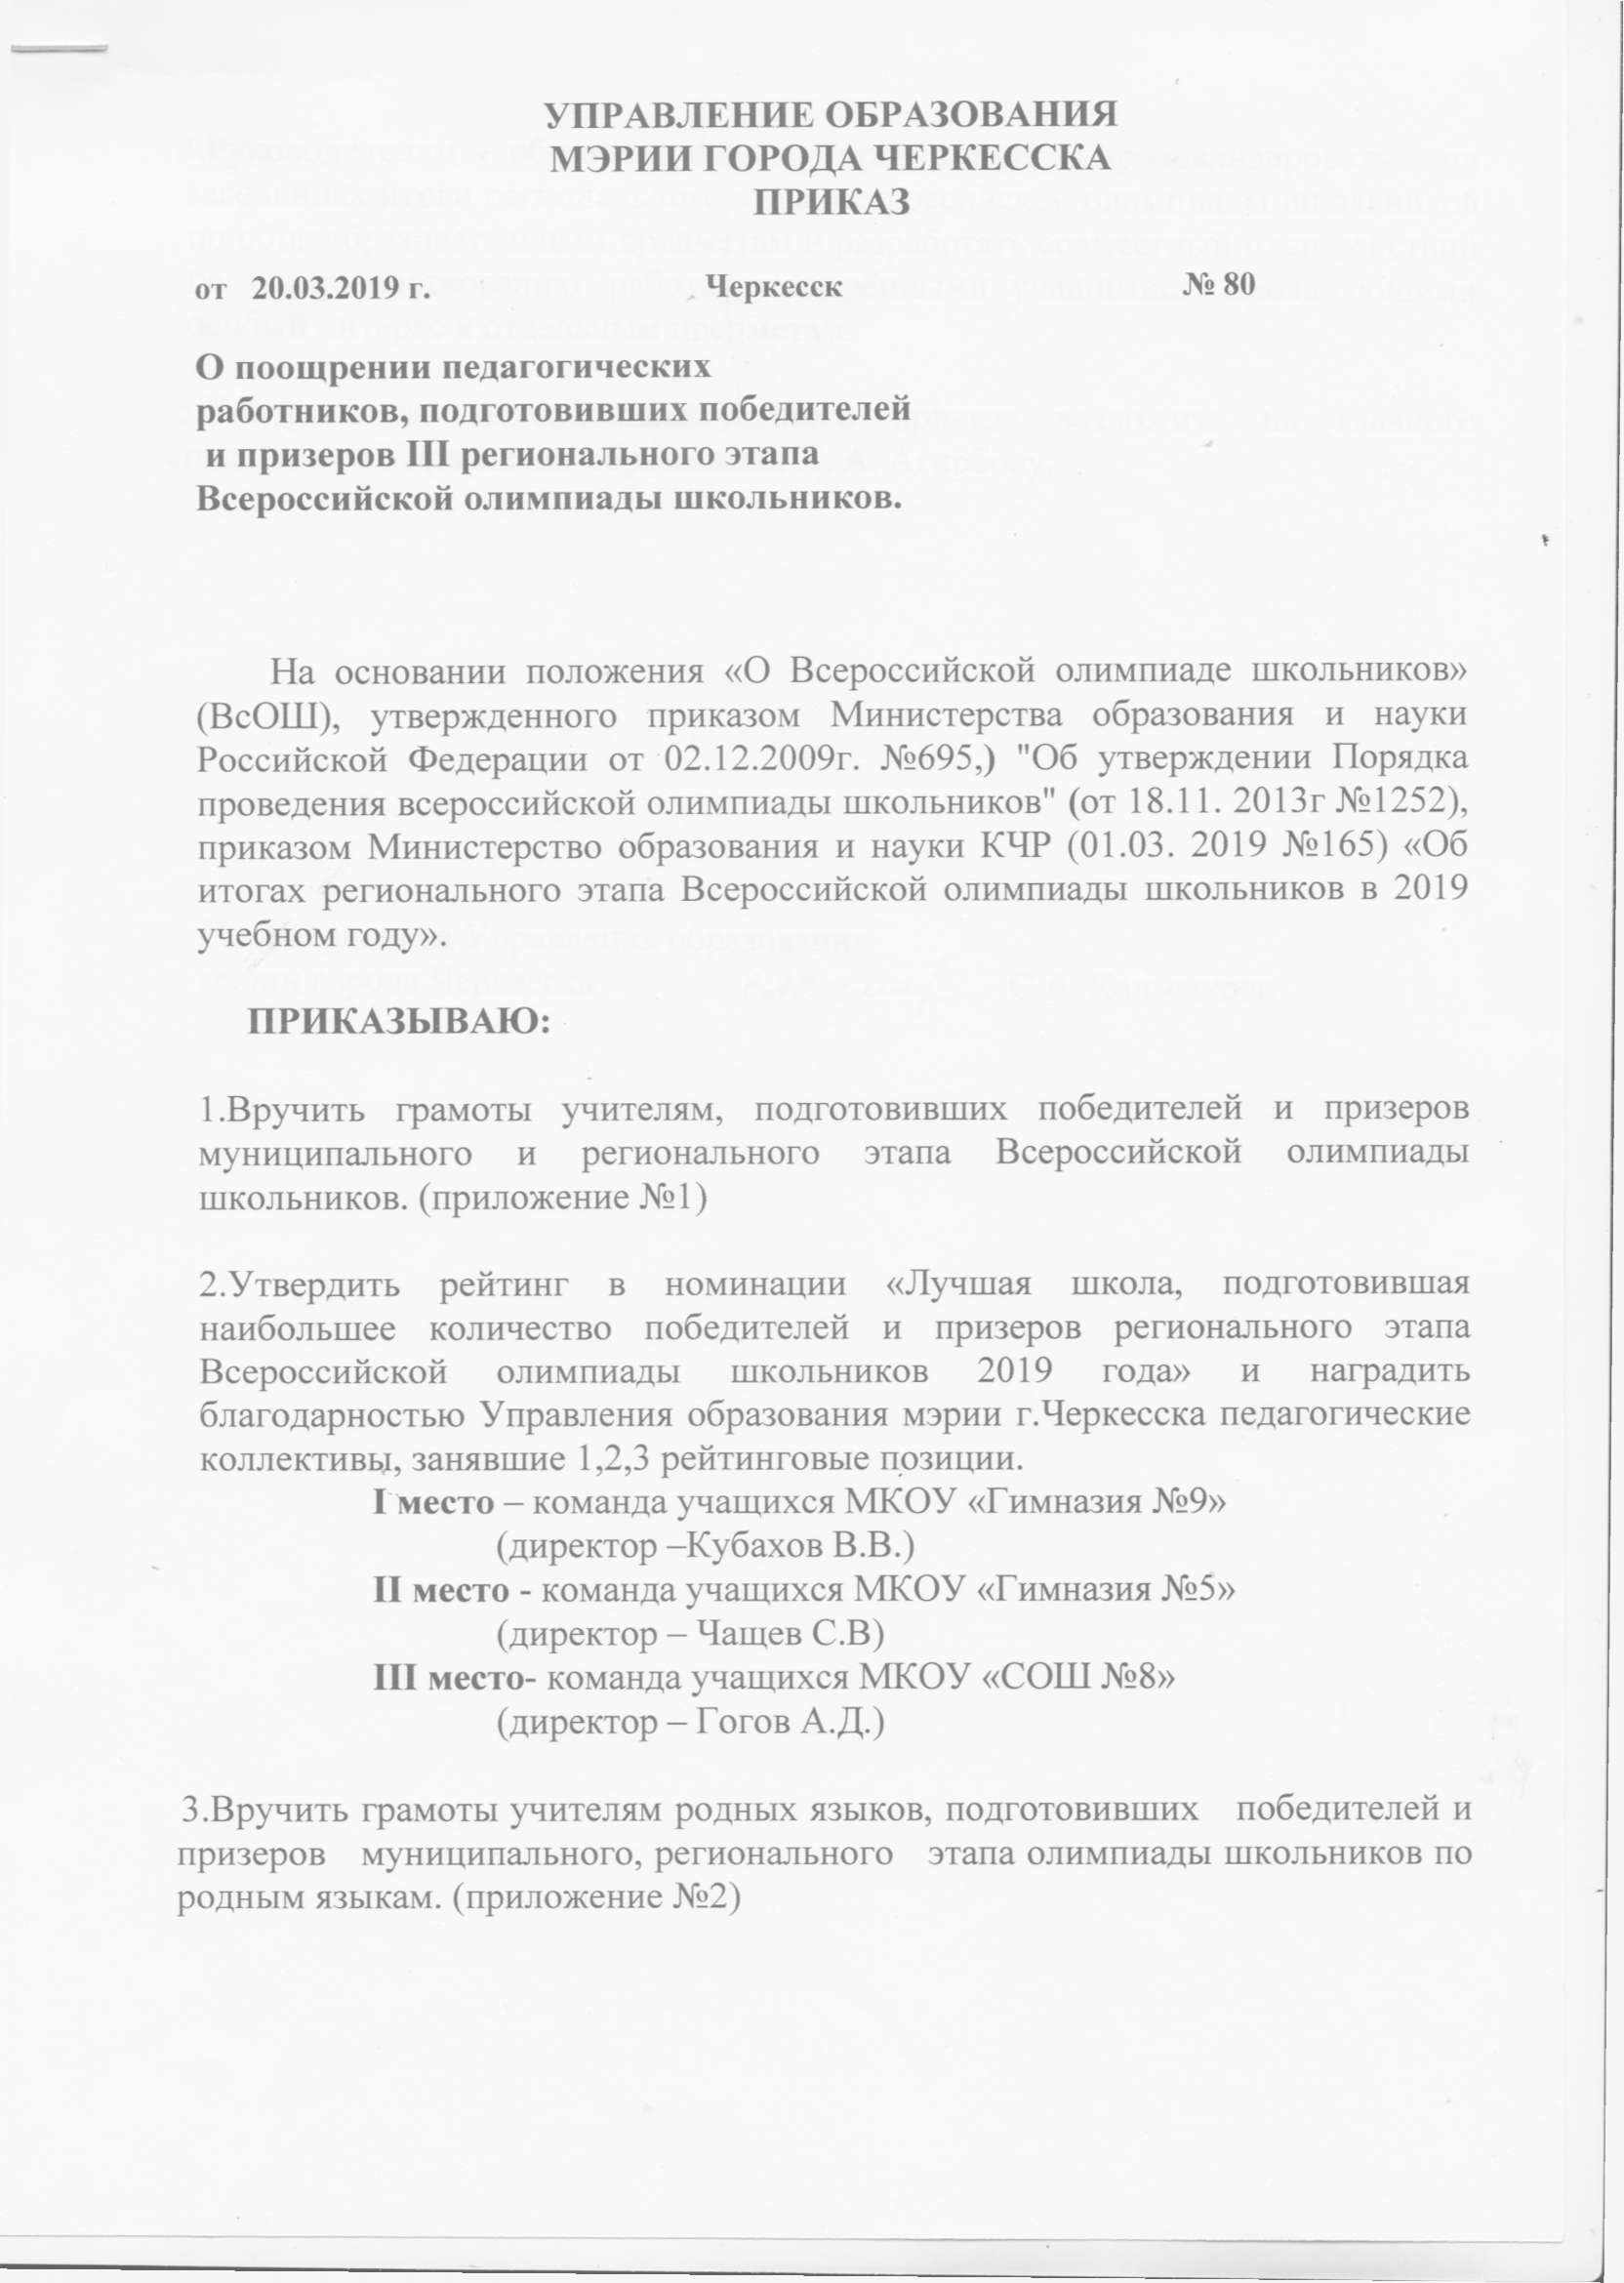 УПРАВЛЕНИЕ ОБРАЗОВАНИЯ
МЭРИИ ГОРОДА ЧЕРКЕССКА
ПРИКАЗ
от 20.03.2019 г. Черкесск № 80
О поощрении педагогических
работников, подготовивших победителей
и призеров III регионального этапа
Всероссийской олимпиады школьников.
На основании положения «О Всероссийской олимпиаде школьников»
(ВсОШ), утвержденного приказом Министерства образования и науки
Российской Федерации от 02.12.2009г. №695,) "Об утверждении Порядка
проведения всероссийской олимпиады школьников" (от 18.11. 2013г №1252),
приказом Министерство образования и науки КЧР (01.03. 2019 №165) «Об
итогах регионального этапа Всероссийской олимпиады школьников в 2019
учебном году».
ПРИКАЗЫВАЮ:
1.Вручить грамоты учителям, подготовивших победителей и призеров
муниципального и регионального этапа Всероссийской олимпиады
школьников. (приложение №1)
2.Утвердить рейтинг в номинации «Лучшая школа, подготовившая
наибольшее количество победителей и призеров регионального этапа
Всероссийской олимпиады школьников 2019 года» и наградить
благодарностью Управления образования мэрии г.Черкесска педагогические
коллективы, занявшие 1,2,3 рейтинговые позиции.
I место – команда учащихся МКОУ «Гимназия №9»
(директор –Кубахов В.В.)
II место - команда учащихся МКОУ «Гимназия №5»
(директор – Чащев С.В)
III место- команда учащихся МКОУ «СОШ №8»
(директор – Гогов А.Д.)
3.Вручить грамоты учителям родных языков, подготовивших победителей и
призеров муниципального, регионального этапа олимпиады школьников по
родным языкам. (приложение №2)